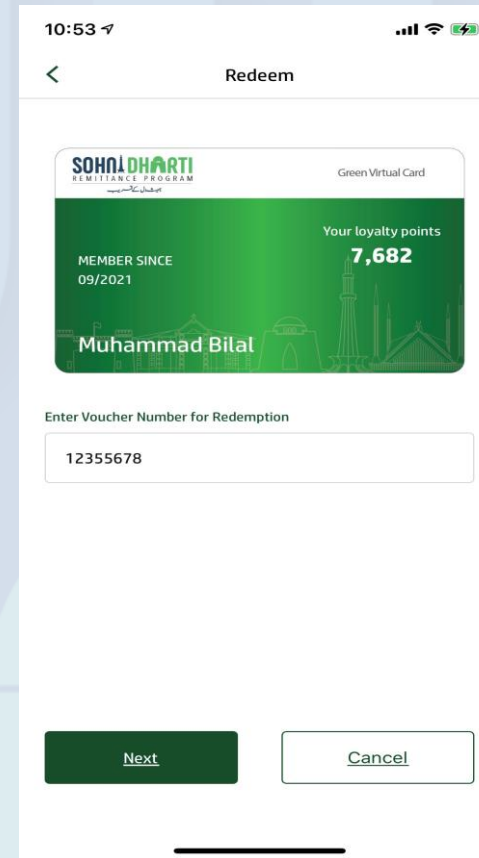 10:53
Redeem
SOHNI DHARTI
REMITTANCE PROGRAM
Green Virtual Card
Your loyalty points
7,682
MEMBER SINCE
09/2021
Muhammad Bilal
Enter Voucher Number for Redemption
12355678
Next
Cancel